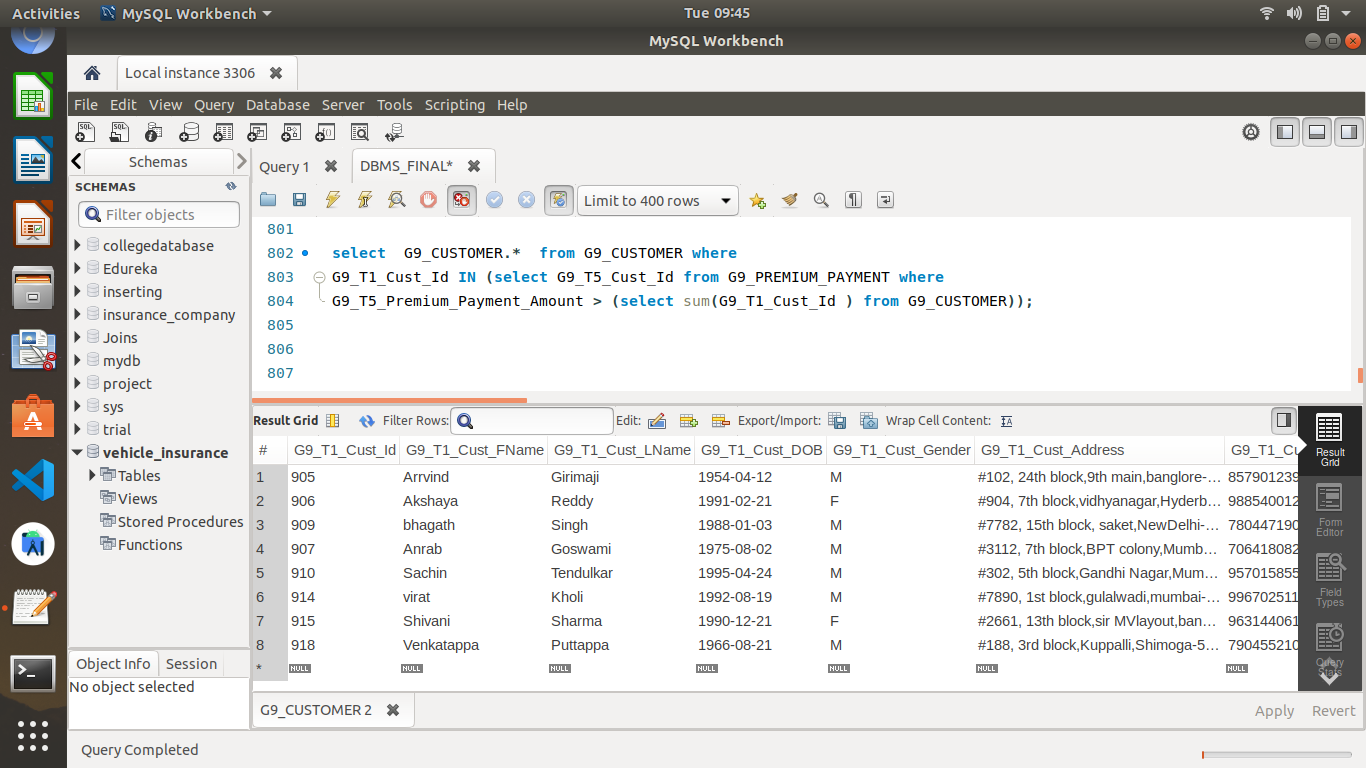 Activities MySQL Workbench Tue 09:45
MySQL Workbench
Local instance 3306
File Edit View Query Database Server Tools Scripting Help
Schemas
SCHEMAS
Filter objects
collegedatabase
Edureka
inserting
insurance_company
Joins
mydb
project
sys
trial
vehicle_insurance
Tables
Views
Stored Procedures
Functions
Object Info Session
No object selected
Query 1 DBMS_FINAL*
Limit to 400 rows
801
802 select G9_CUSTOMER.* from G9_CUSTOMER where
803 G9_T1_Cust_Id IN (select G9_T5_Cust_Id from G9_PREMIUM_PAYMENT where
804 G9_T5_Premium_Payment_Amount > (select sum(G9_T1_Cust_Id ) from G9_CUSTOMER));
805
806
807
Result Grid Filter Rows: Edit: Export/Import: Wrap Cell Content:
# G9_T1_Cust_Id G9_T1_Cust_FName G9_T1_Cust_LName G9_T1_Cust_DOB G9_T1_Cust_Gender G9_T1_Cust_Address G9_T1_Cu
1 905 Arrvind Girimaji 1954-04-12 M #102, 24th block,9th main,banglore-... 857901239
2 906 Akshaya Reddy 1991-02-21 F #904, 7th block,vidhyanagar,Hyderb... 988540012
3 909 bhagath Singh 1988-01-03 M #7782, 15th block, saket,NewDelhi-... 780447190
4 907 Anrab Goswami 1975-08-02 M #3112, 7th block,BPT colony,Mumb... 706418082
5 910 Sachin Tendulkar 1995-04-24 M #302, 5th block,Gandhi Nagar,Mum... 957015855
6 914 virat Kholi 1992-08-19 M #7890, 1st block,gulalwadi,mumbai-... 996702511
7 915 Shivani Sharma 1990-12-21 F #2661, 13th block,sir MVlayout,ban... 963144061
8 918 Venkatappa Puttappa 1966-08-21 M #188, 3rd block,Kuppalli,Shimoga-5... 790455210
* NULL NULL NULL NULL NULL NULL NULL
Result
Grid
Form
Editor
Field
Types
Query
Stats
G9_CUSTOMER 2 Apply Revert
Query Completed